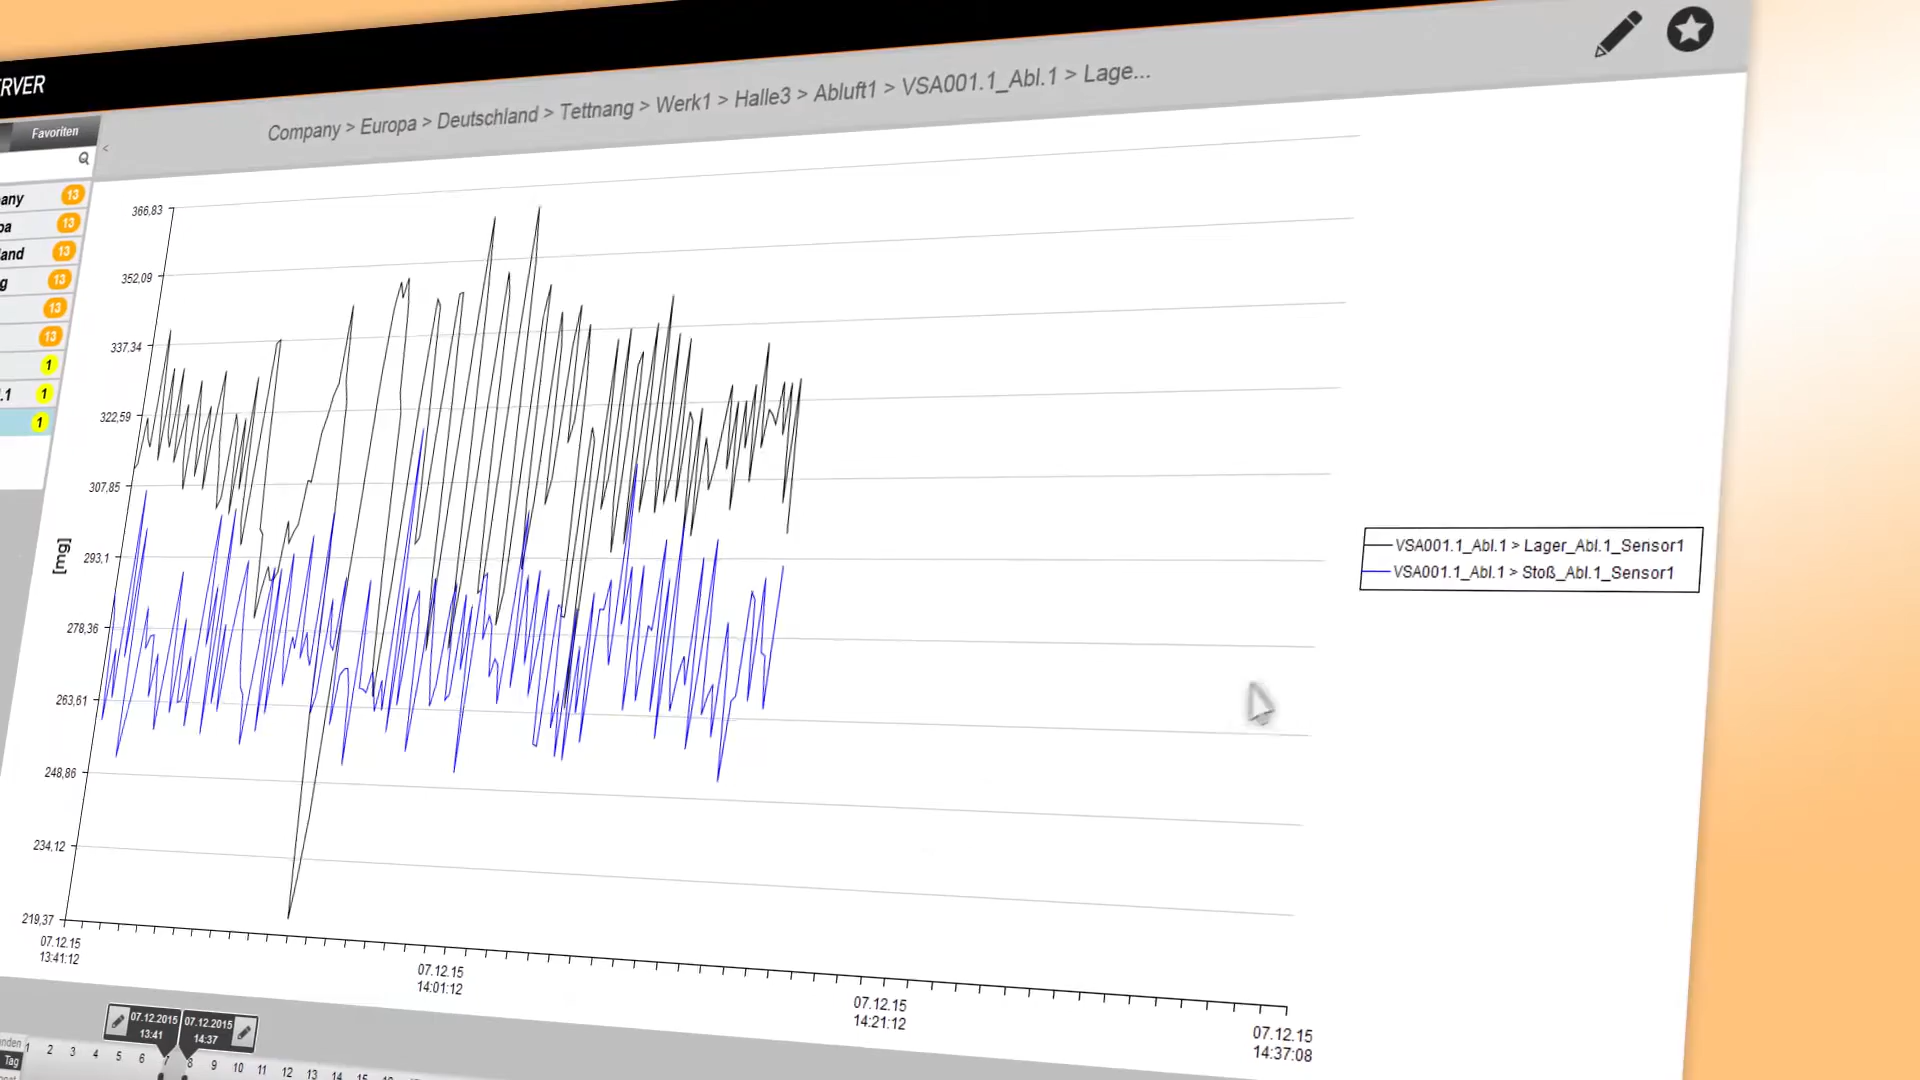 ERVER
Favoriten
Company > Europa > Deutschland > Tettnang > Werk1 > Halle3 > Abluft1 > VSA001.1_Abl.1 > Lage...
any 13
pa 13
land 13
g 13
13
13
1
.1 1
1
366,83
352,09
337,34
322,59
307,85
293,1
278,36
263,61
248,86
234,12
219,37
[mg]
07.12.15
13:41:12
07.12.15
14:01:12
07.12.15
14:21:12
07.12.15
14:37:08
VSA001.1_Abl.1 > Lager_Abl.1_Sensor1
VSA001.1_Abl.1 > Stoß_Abl.1_Sensor1
07.12.2015
13:41
07.12.2015
14:37
nden 1 2 3 4 5 6 7 8 9 10 11 12 13 14 15
Tag